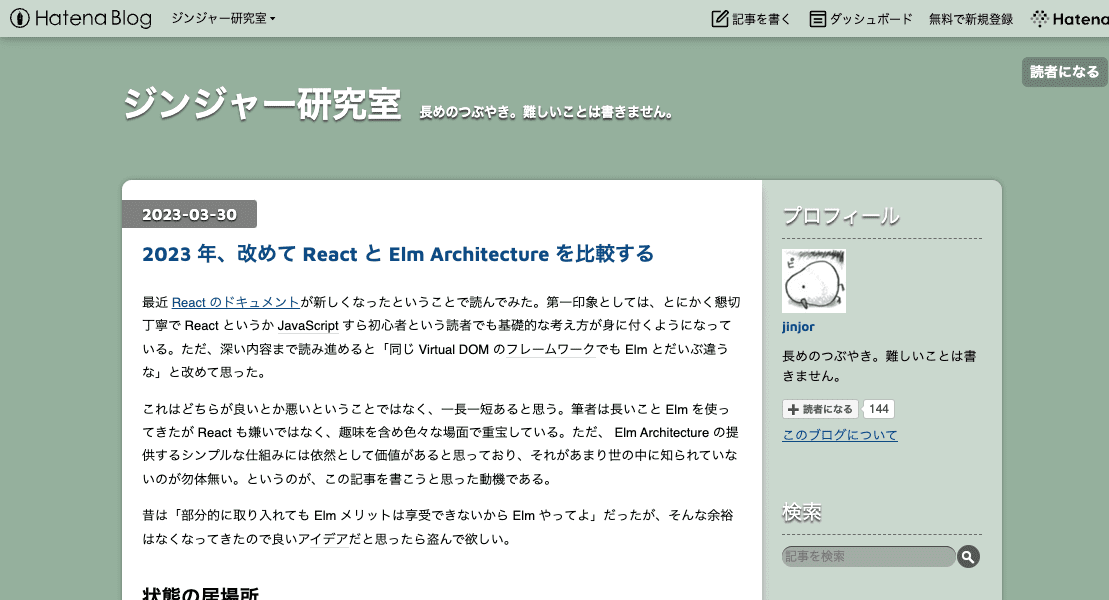 Hatena Blog
ジンジャー研究室
記事を書く
ダッシュボード
無料で新規登録
Hatena
読者になる
ジンジャー研究室
長めのつぶやき。難しいことは書きません。
2023-03-30
2023 年、改めて React と Elm Architecture を比較する
最近 React のドキュメントが新しくなったということで読んでみた。第一印象としては、とにかく懇切
丁寧で React というか JavaScript すら初心者という読者でも基礎的な考え方が身に付くようになって
いる。ただ、深い内容まで読み進めると「同じ Virtual DOM のフレームワークでも Elm とだいぶ違う
な」と改めて思った。
これはどちらが良いとか悪いということではなく、一長一短あると思う。筆者は長いこと Elm を使っ
てきたが React も嫌いではなく、趣味を含め色々な場面で重宝している。ただ、 Elm Architecture の提
供するシンプルな仕組みには依然として価値があると思っており、それがあまり世の中に知られていな
いのが勿体無い。というのが、この記事を書こうと思った動機である。
昔は「部分的に取り入れても Elm メリットは享受できないから Elm やってよ」だったが、そんな余裕
はなくなってきたので良いアイデアだと思ったら盗んで欲しい。
状態の居場所
プロフィール
ピ
jinjor
長めのつぶやき。難しいことは書
きません。
読者になる
144
このブログについて
検索
記事を検索